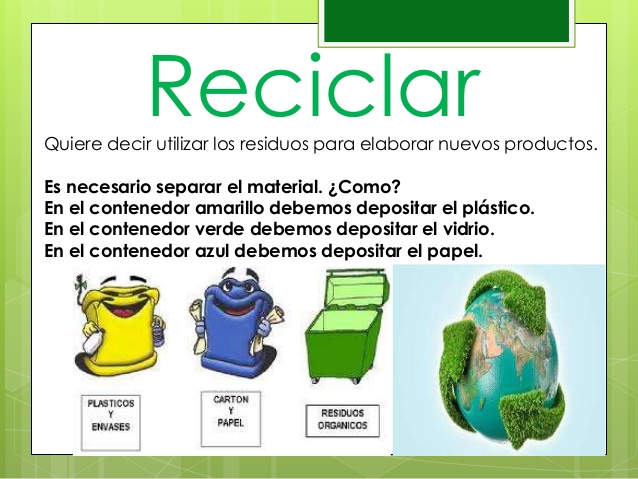 Reciclar
Quiere decir utilizar los residuos para elaborar nuevos productos.
Es necesario separar el material. ¿Como?
En el contenedor amarillo debemos depositar el plástico.
En el contenedor verde debemos depositar el vidrio.
En el contenedor azul debemos depositar el papel.
PLASTICOS
Y
ENVASES
CARTON
Y
PAPEL
RESIDUOS
ORGANICOS